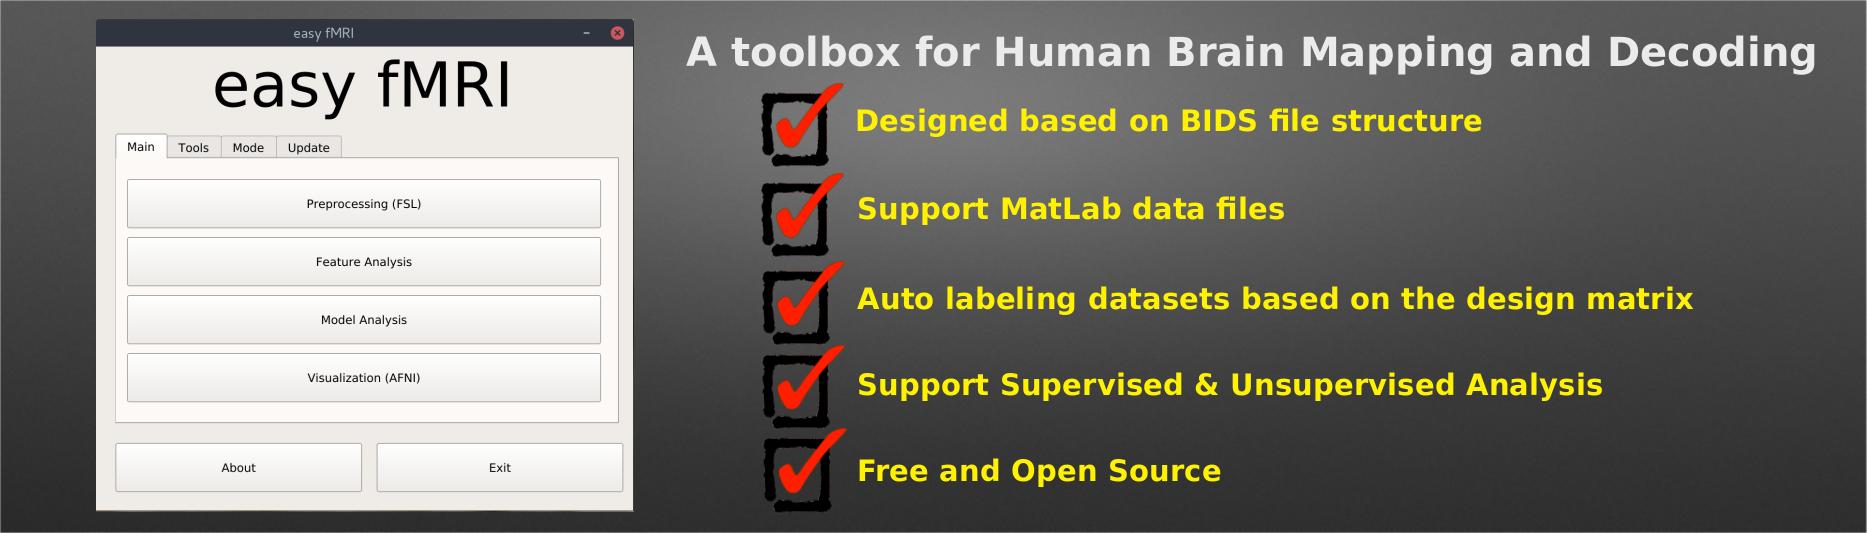 easy fMRI
easy fMRI
Main Tools Mode Update
Preprocessing (FSL)
Feature Analysis
Model Analysis
Visualization (AFNI)
About Exit
A toolbox for Human Brain Mapping and Decoding
Designed based on BIDS file structure
Support MatLab data files
Auto labeling datasets based on the design matrix
Support Supervised & Unsupervised Analysis
Free and Open Source